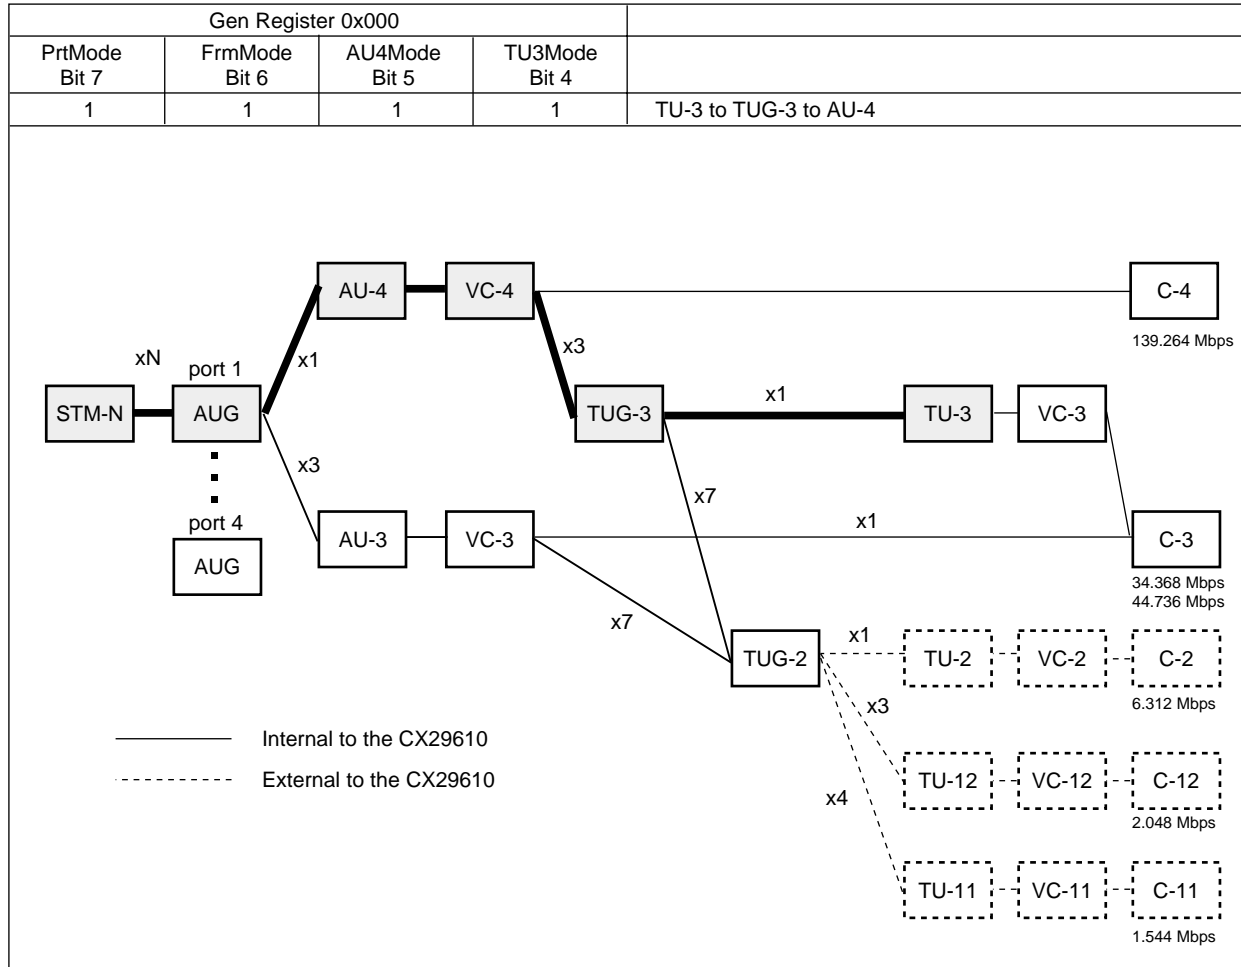 Gen Register 0x000
PrtMode Bit 7
FrmMode Bit 6
AU4Mode Bit 5
TU3Mode Bit 4
1 1 1 1 TU-3 to TUG-3 to AU-4
AU-4 VC-4 C-4
139.264 Mbps
xN
port 1
x1
x3
STM-N AUG TUG-3 x1 TU-3 VC-3
x3
x7
port 4
AUG
AU-3 VC-3 x1 C-3
34.368 Mbps
44.736 Mbps
x7
TUG-2 x1 TU-2 VC-2 C-2
6.312 Mbps
x3
Internal to the CX29610
External to the CX29610
TU-12 VC-12 C-12
2.048 Mbps
x4
TU-11 VC-11 C-11
1.544 Mbps